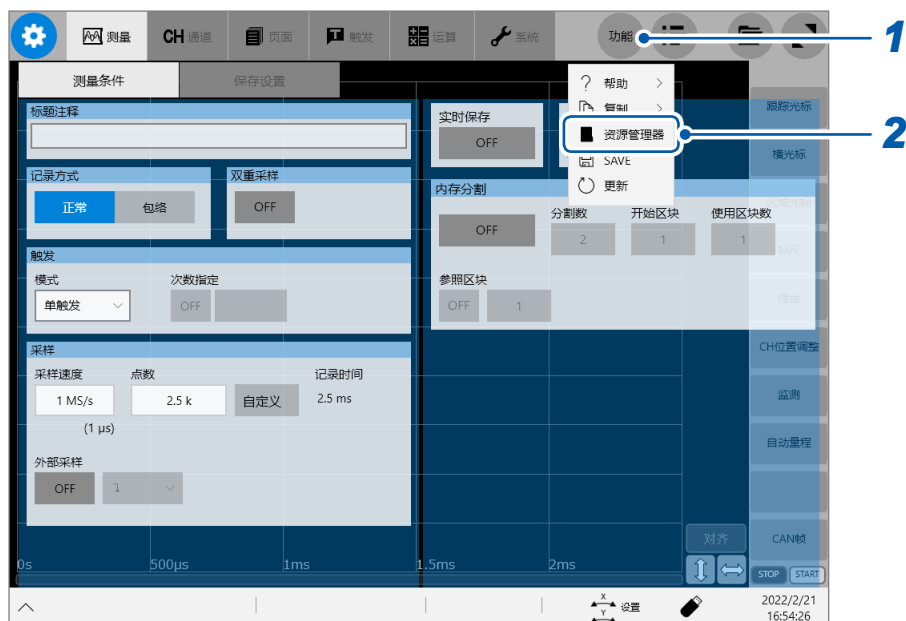 测量 CH 通道 页面 触发 运算 系统 功能 1
测量条件 保存设置
标题注释
记录方式 双重采样
正常 包络 OFF
触发
模式 次数指定
单触发 OFF
采样
采样速度 点数 记录时间
1 MS/s 2.5 k 自定义 2.5 ms
(1 μs)
外部采样
OFF
实时保存
OFF
内存分割
分割数 开始区块 使用区块数
OFF 2 1 1
参照区块
OFF 1
? 帮助 >
复制 >
资源管理器 2
SAVE
更新
跟踪光标
横光标
区域光标
缩放
CH位置调整
监测
自动量程
CAN帧
对齐
STOP START
0s 500μs 1ms 1.5ms 2ms
X
Y 设置
2022/2/21
16:54:26